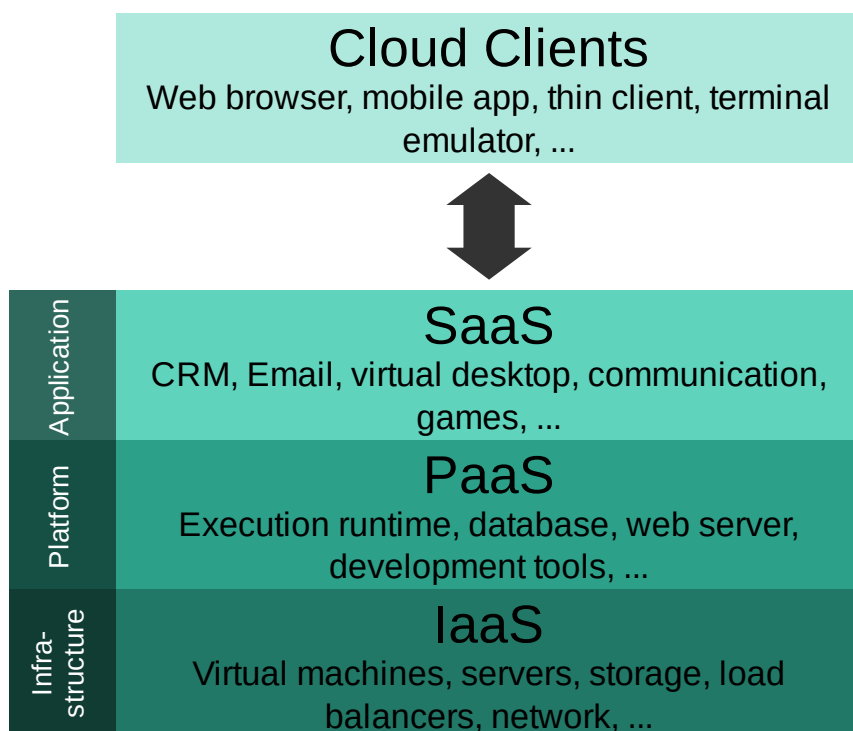 Cloud Clients
Web browser, mobile app, thin client, terminal
emulator, ...
Application
SaaS
CRM, Email, virtual desktop, communication,
games, ...
Platform
PaaS
Execution runtime, database, web server,
development tools, ...
Infra-
structure
IaaS
Virtual machines, servers, storage, load
balancers, network, ...